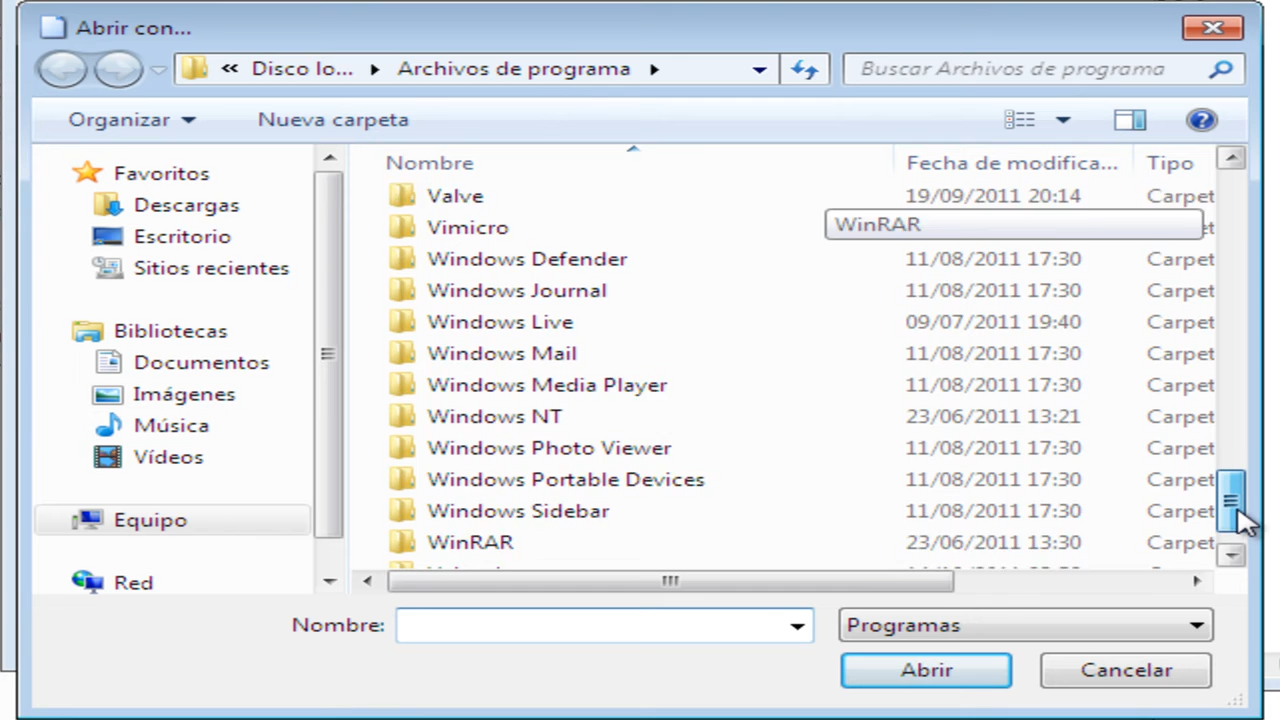 Abrir con...
« Disco lo... Archivos de programa
Buscar Archivos de programa
Organizar
Nueva carpeta
Favoritos
Descargas
Escritorio
Sitios recientes
Bibliotecas
Documentos
Imágenes
Música
Vídeos
Equipo
Red
Nombre Fecha de modifica... Tipo
Valve 19/09/2011 20:14 Carpet
Vimicro
WinRAR
Windows Defender 11/08/2011 17:30 Carpet
Windows Journal 11/08/2011 17:30 Carpet
Windows Live 09/07/2011 19:40 Carpet
Windows Mail 11/08/2011 17:30 Carpet
Windows Media Player 11/08/2011 17:30 Carpet
Windows NT 23/06/2011 13:21 Carpet
Windows Photo Viewer 11/08/2011 17:30 Carpet
Windows Portable Devices 11/08/2011 17:30 Carpet
Windows Sidebar 11/08/2011 17:30 Carpet
WinRAR 23/06/2011 13:30 Carpet
Nombre:
Programas
Abrir
Cancelar